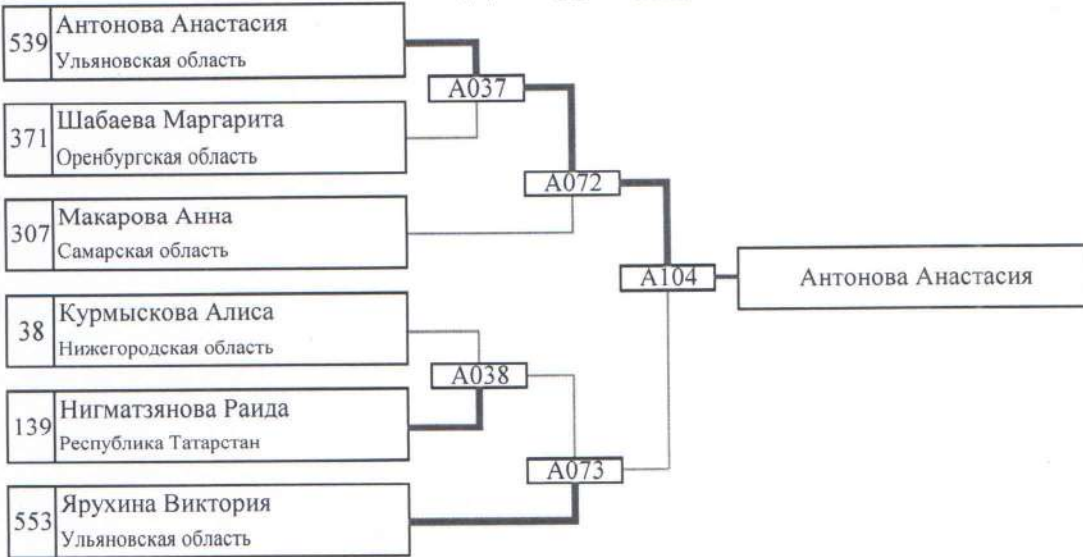 539
Антонова Анастасия
Ульяновская область
A037
371
Шабаева Маргарита
Оренбургская область
A072
307
Макарова Анна
Самарская область
A104
Антонова Анастасия
38
Курмыскова Алиса
Нижегородская область
A038
139
Нигматзянова Раида
Республика Татарстан
A073
553
Ярухина Виктория
Ульяновская область